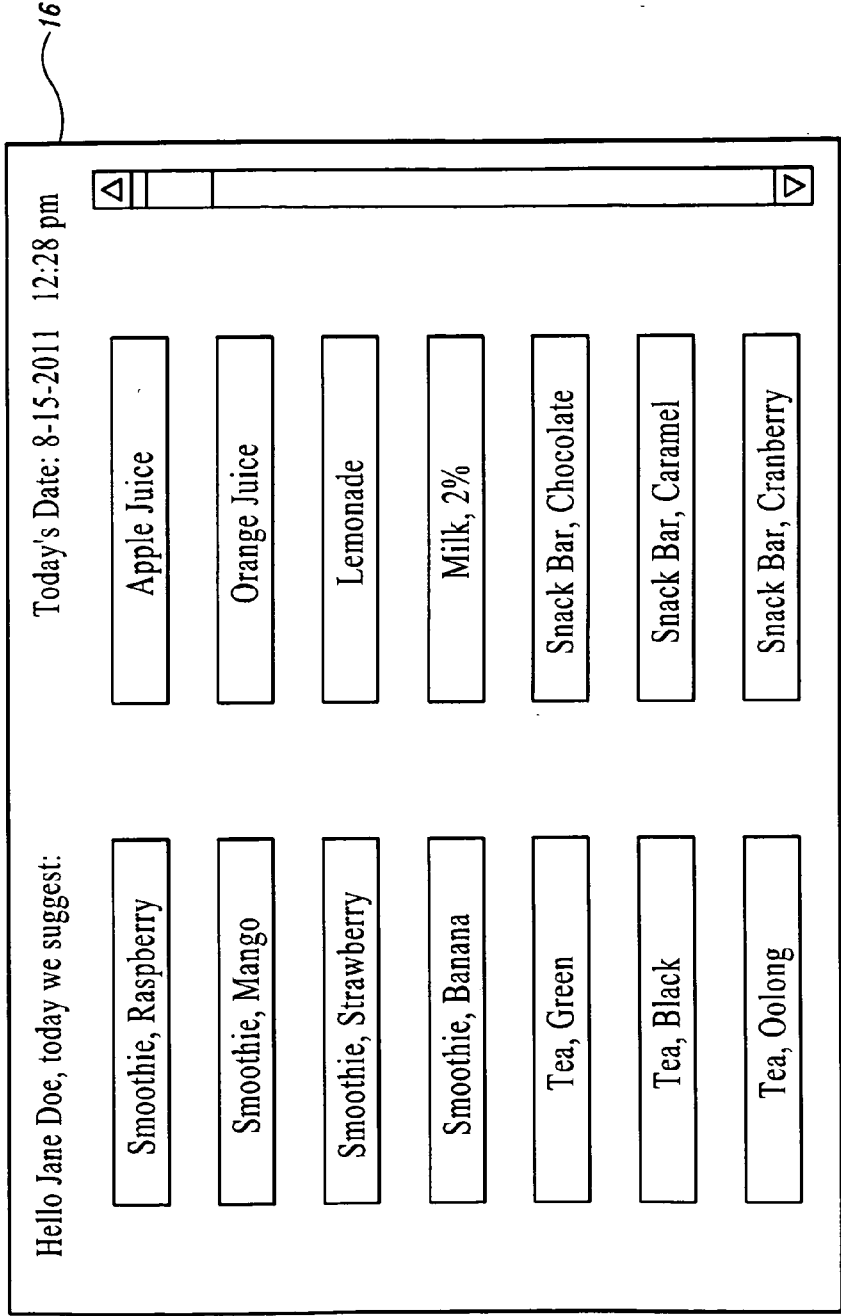 16
Hello Jane Doe, today we suggest:
Today's Date: 8-15-2011 12:28 pm
Smoothie, Raspberry
Apple Juice
Smoothie, Mango
Orange Juice
Smoothie, Strawberry
Lemonade
Smoothie, Banana
Milk, 2%
Tea, Green
Snack Bar, Chocolate
Tea, Black
Snack Bar, Caramel
Tea, Oolong
Snack Bar, Cranberry